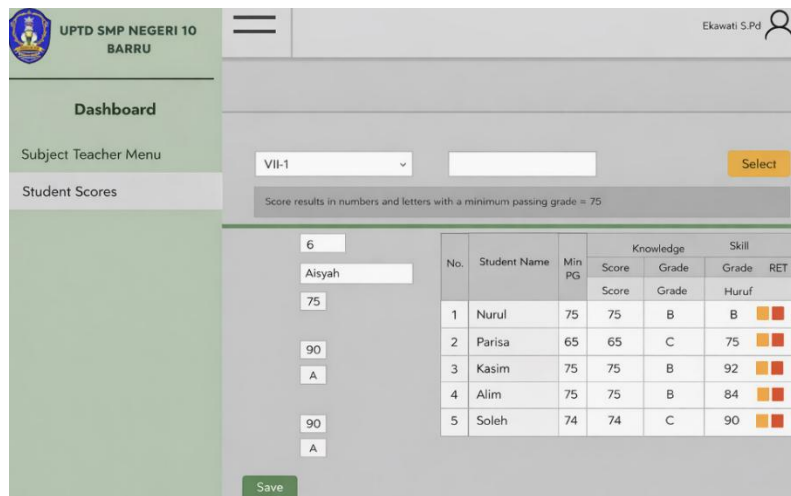 UPTD SMP NEGERI 10
BARRU
Ekawati S.Pd
Dashboard
Subject Teacher Menu
Student Scores
VII-1
Select
Score results in numbers and letters with a minimum passing grade = 75
6
Aisyah
75
90
A
90
A
Save
No. Student Name Min PG Knowledge Skill
Score Grade Grade RET
Score Grade Huruf
1 Nurul 75 75 B B
2 Parisa 65 65 C 75
3 Kasim 75 75 B 92
4 Alim 75 75 B 84
5 Soleh 74 74 C 90